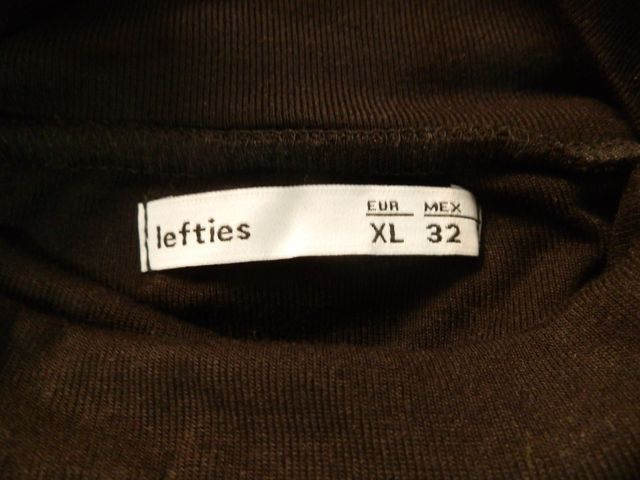 lefties
EUR MEX
XL 32